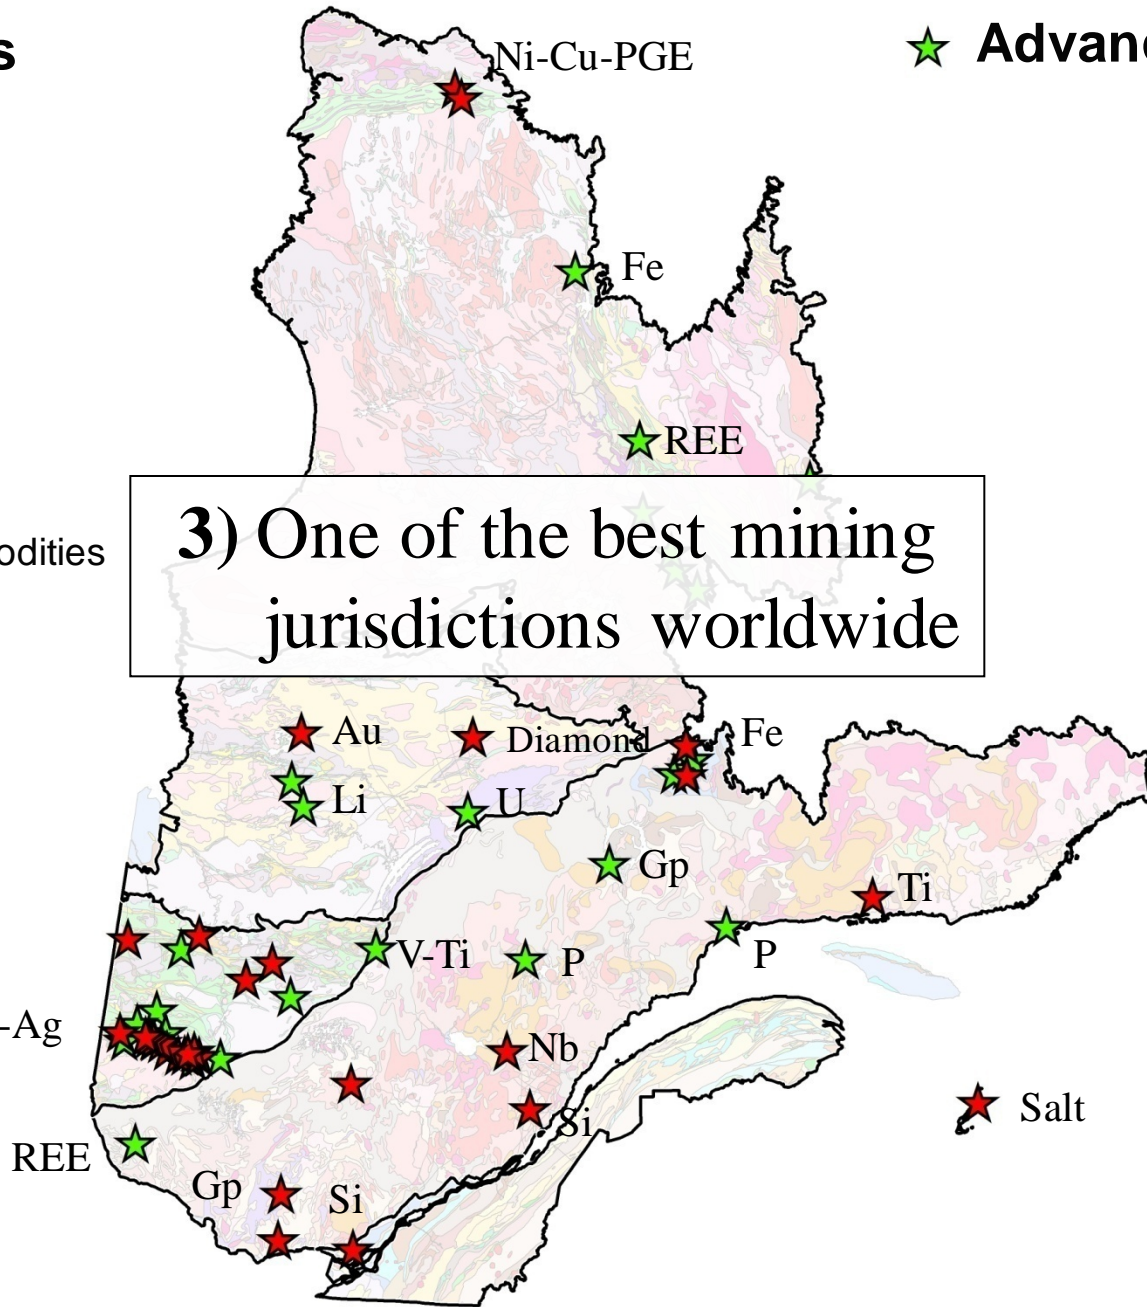 s
Advanc
Ni-Cu-PGE
Fe
REE
odities
3) One of the best mining
jurisdictions worldwide
Au
Diamond
Fe
Li
U
Gp
Ti
V-Ti
P
P
-Ag
Nb
Si
Salt
REE
Gp
Si